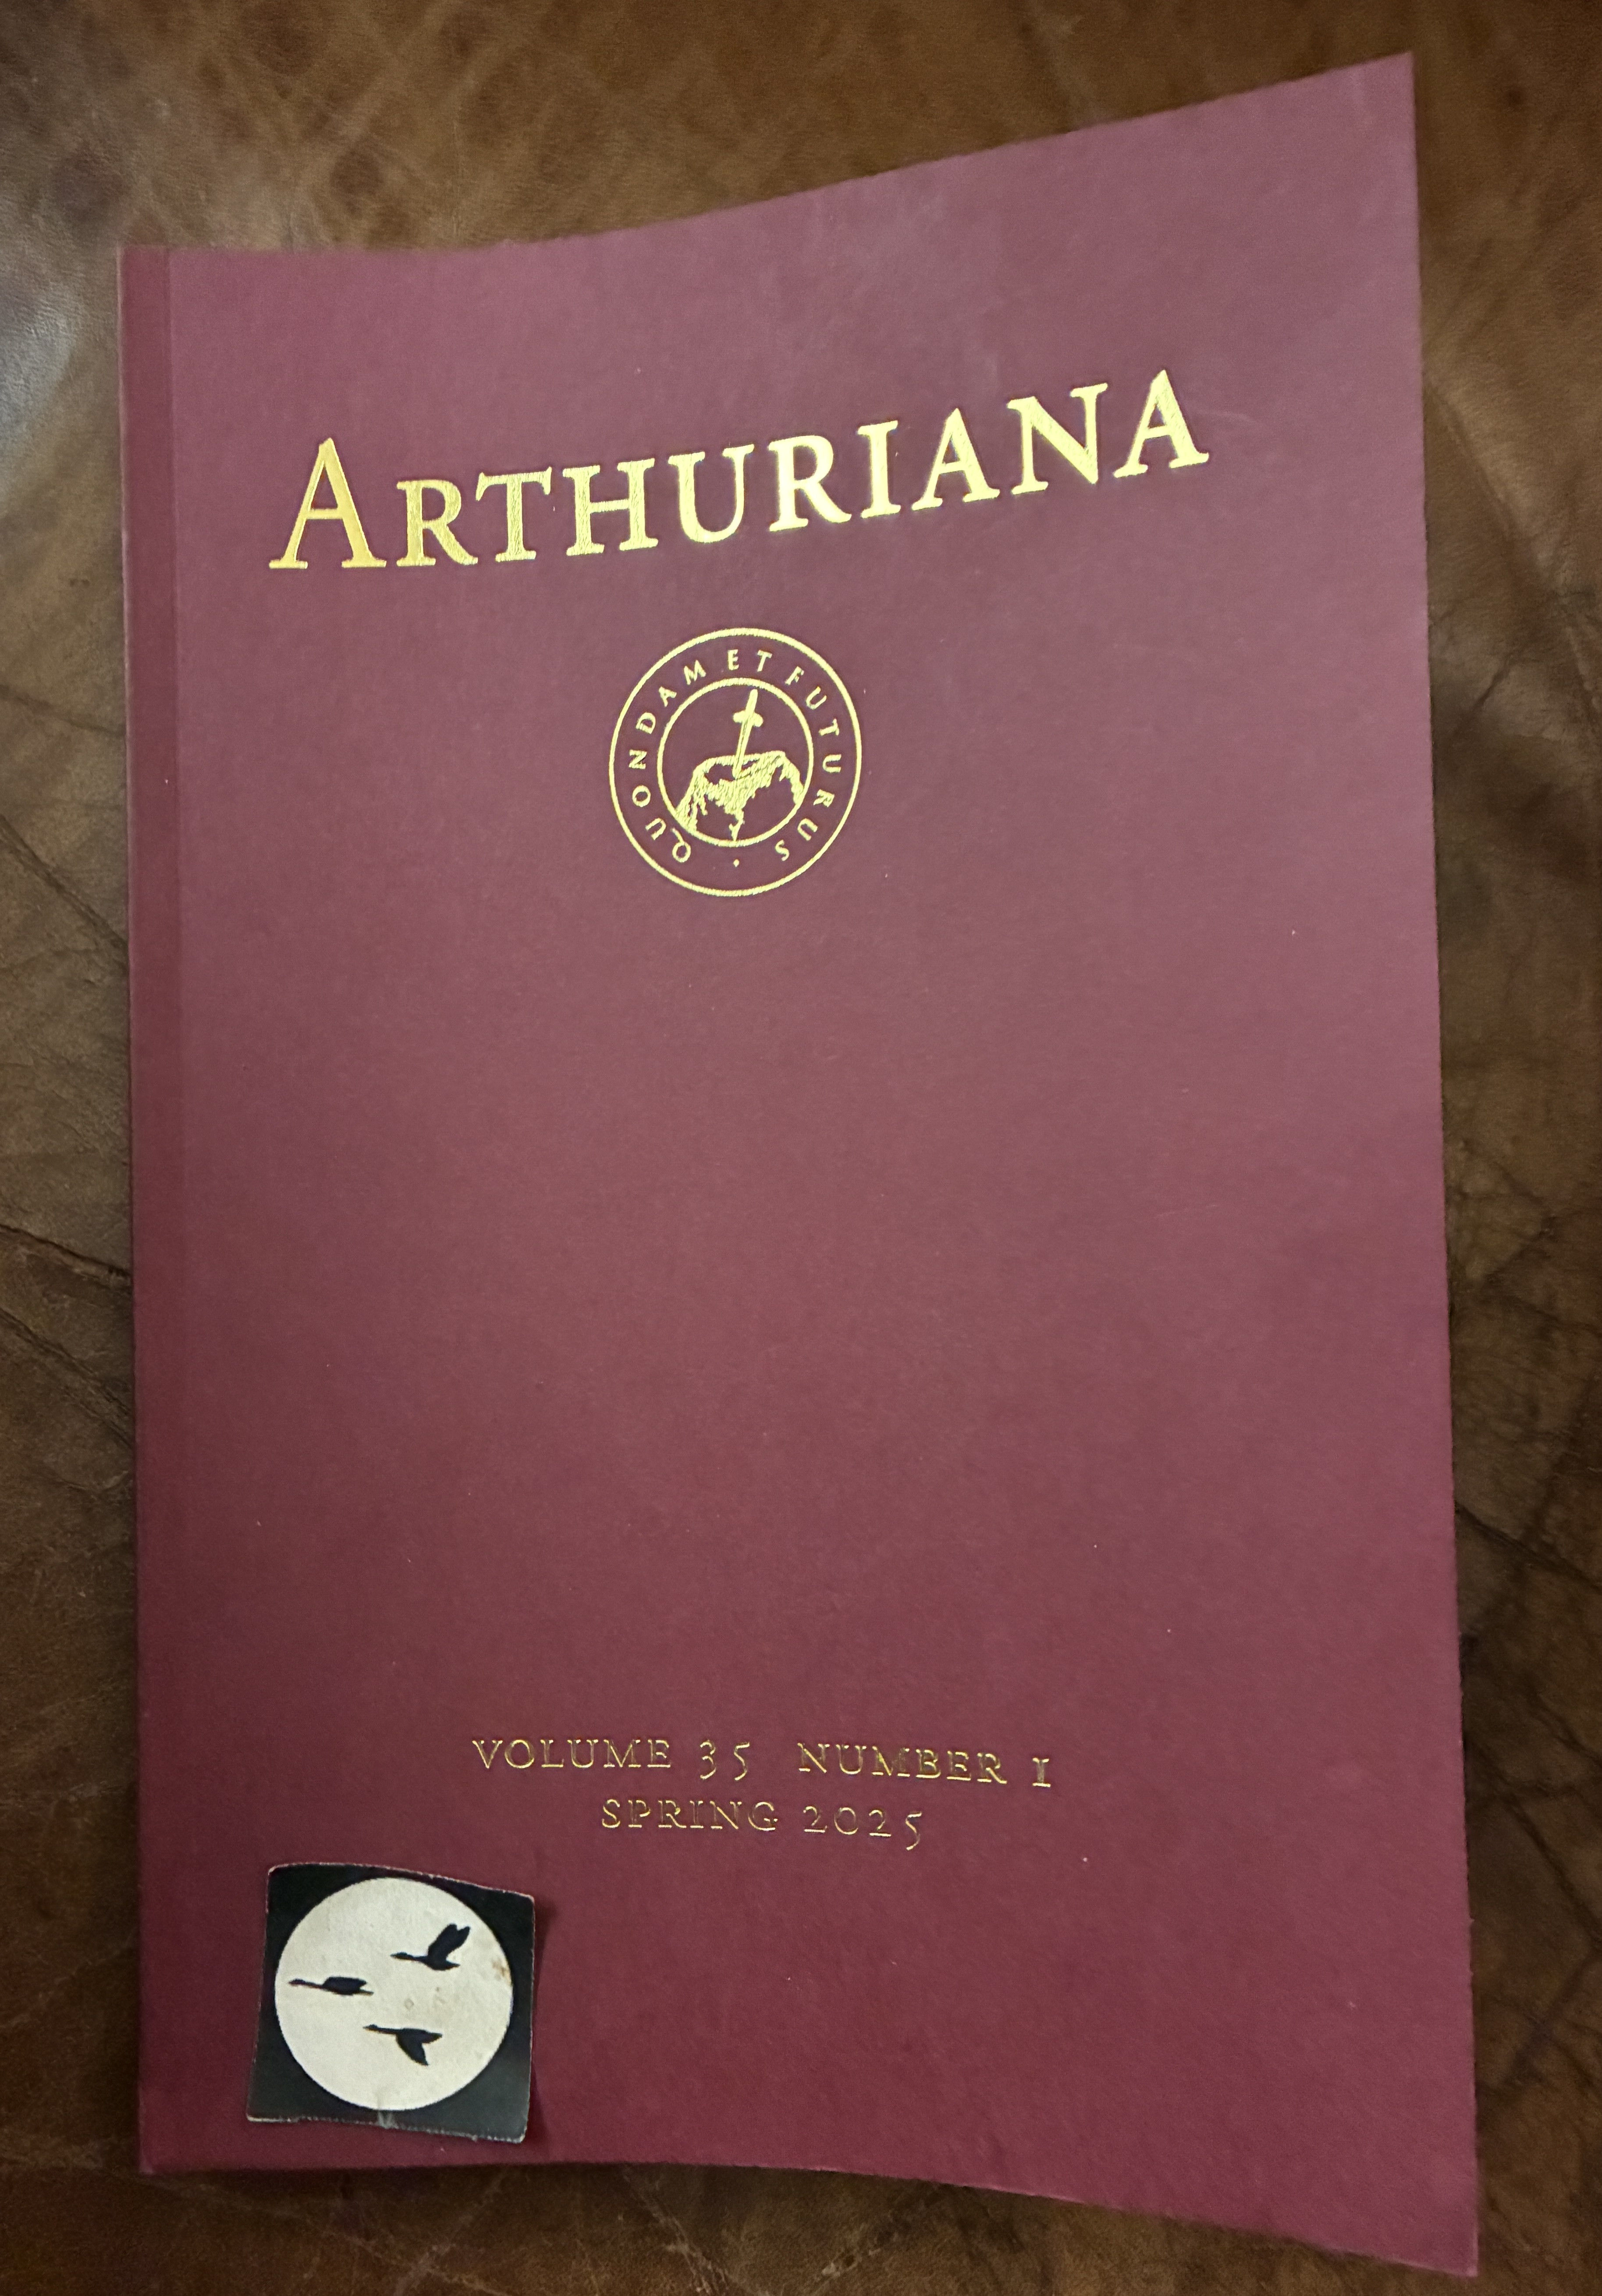 ARTHURIANA
QUONDAM ET FUTURUS ·
VOLUME 35 NUMBER 1
SPRING 2025